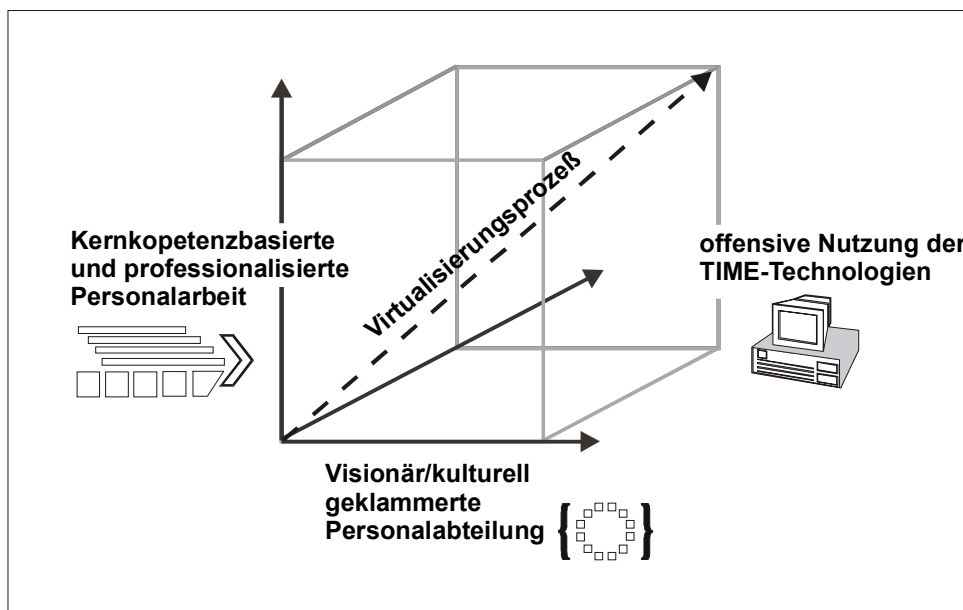 Virtualisierungsprozeß
Kernkopetenzbasierte
und professionalisierte
Personalarbeit
offensive Nutzung der
TIME-Technologien
Visionär/kulturell
geklammerte
Personalabteilung